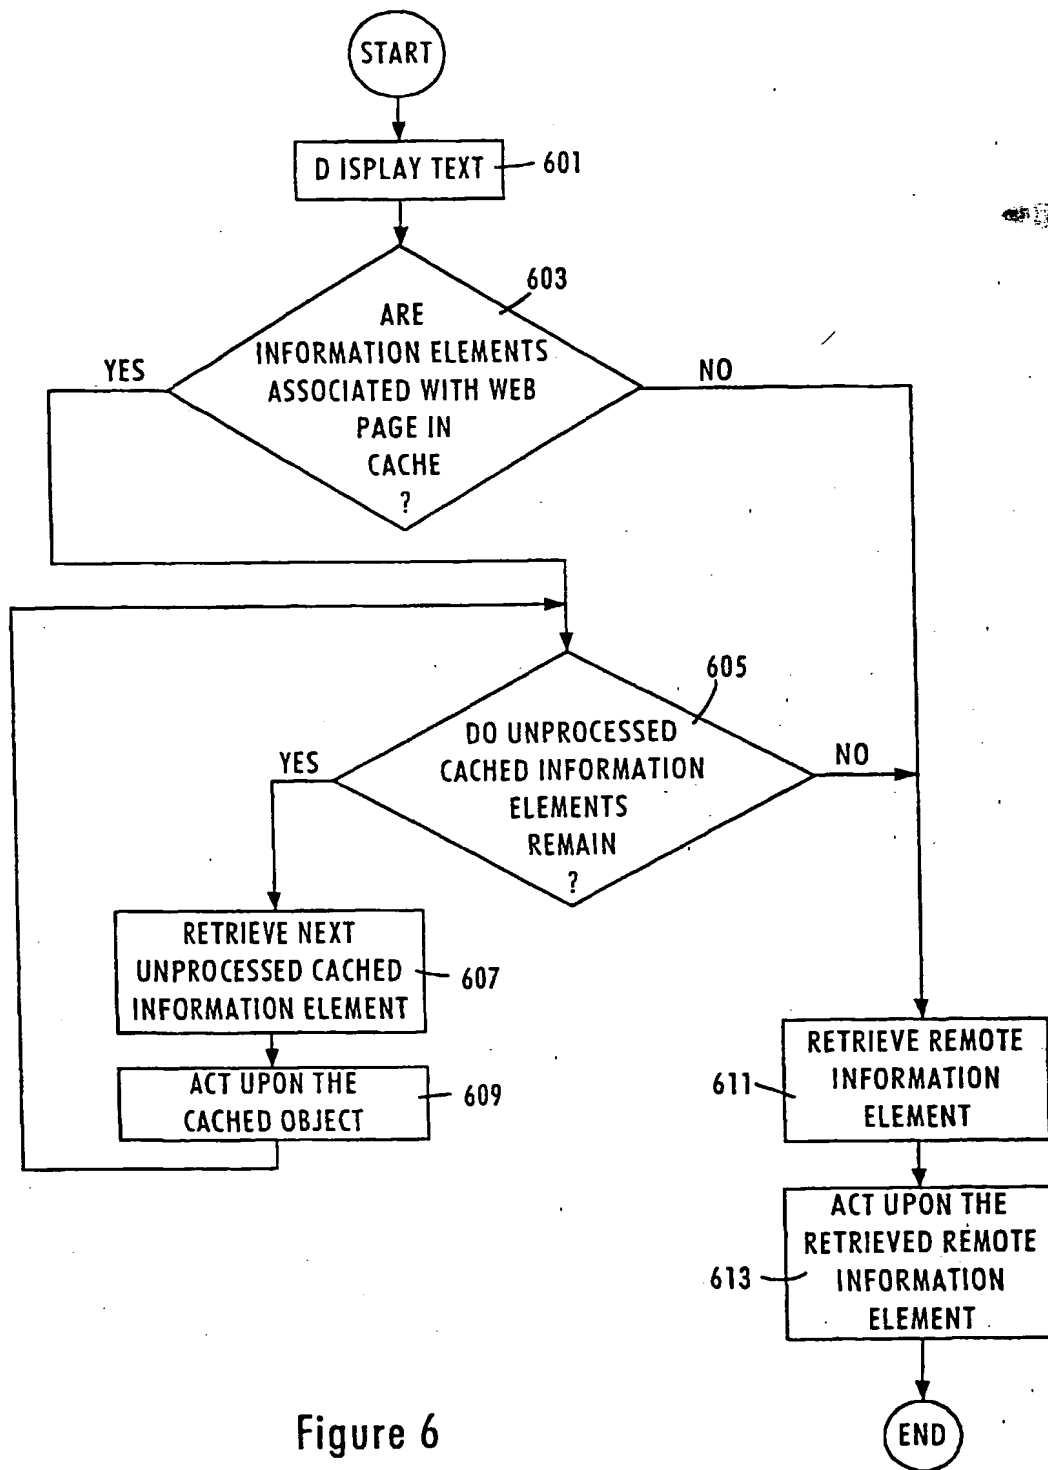 START
D ISPLAY TEXT
601
603
ARE
INFORMATION ELEMENTS
ASSOCIATED WITH WEB
PAGE IN
CACHE
?
YES
NO
605
DO UNPROCESSED
CACHED INFORMATION
ELEMENTS
REMAIN
?
YES
NO
RETRIEVE NEXT
UNPROCESSED CACHED
INFORMATION ELEMENT
607
ACT UPON THE
CACHED OBJECT
609
RETRIEVE REMOTE
INFORMATION
ELEMENT
611
ACT UPON THE
RETRIEVED REMOTE
INFORMATION
ELEMENT
613
END
Figure 6